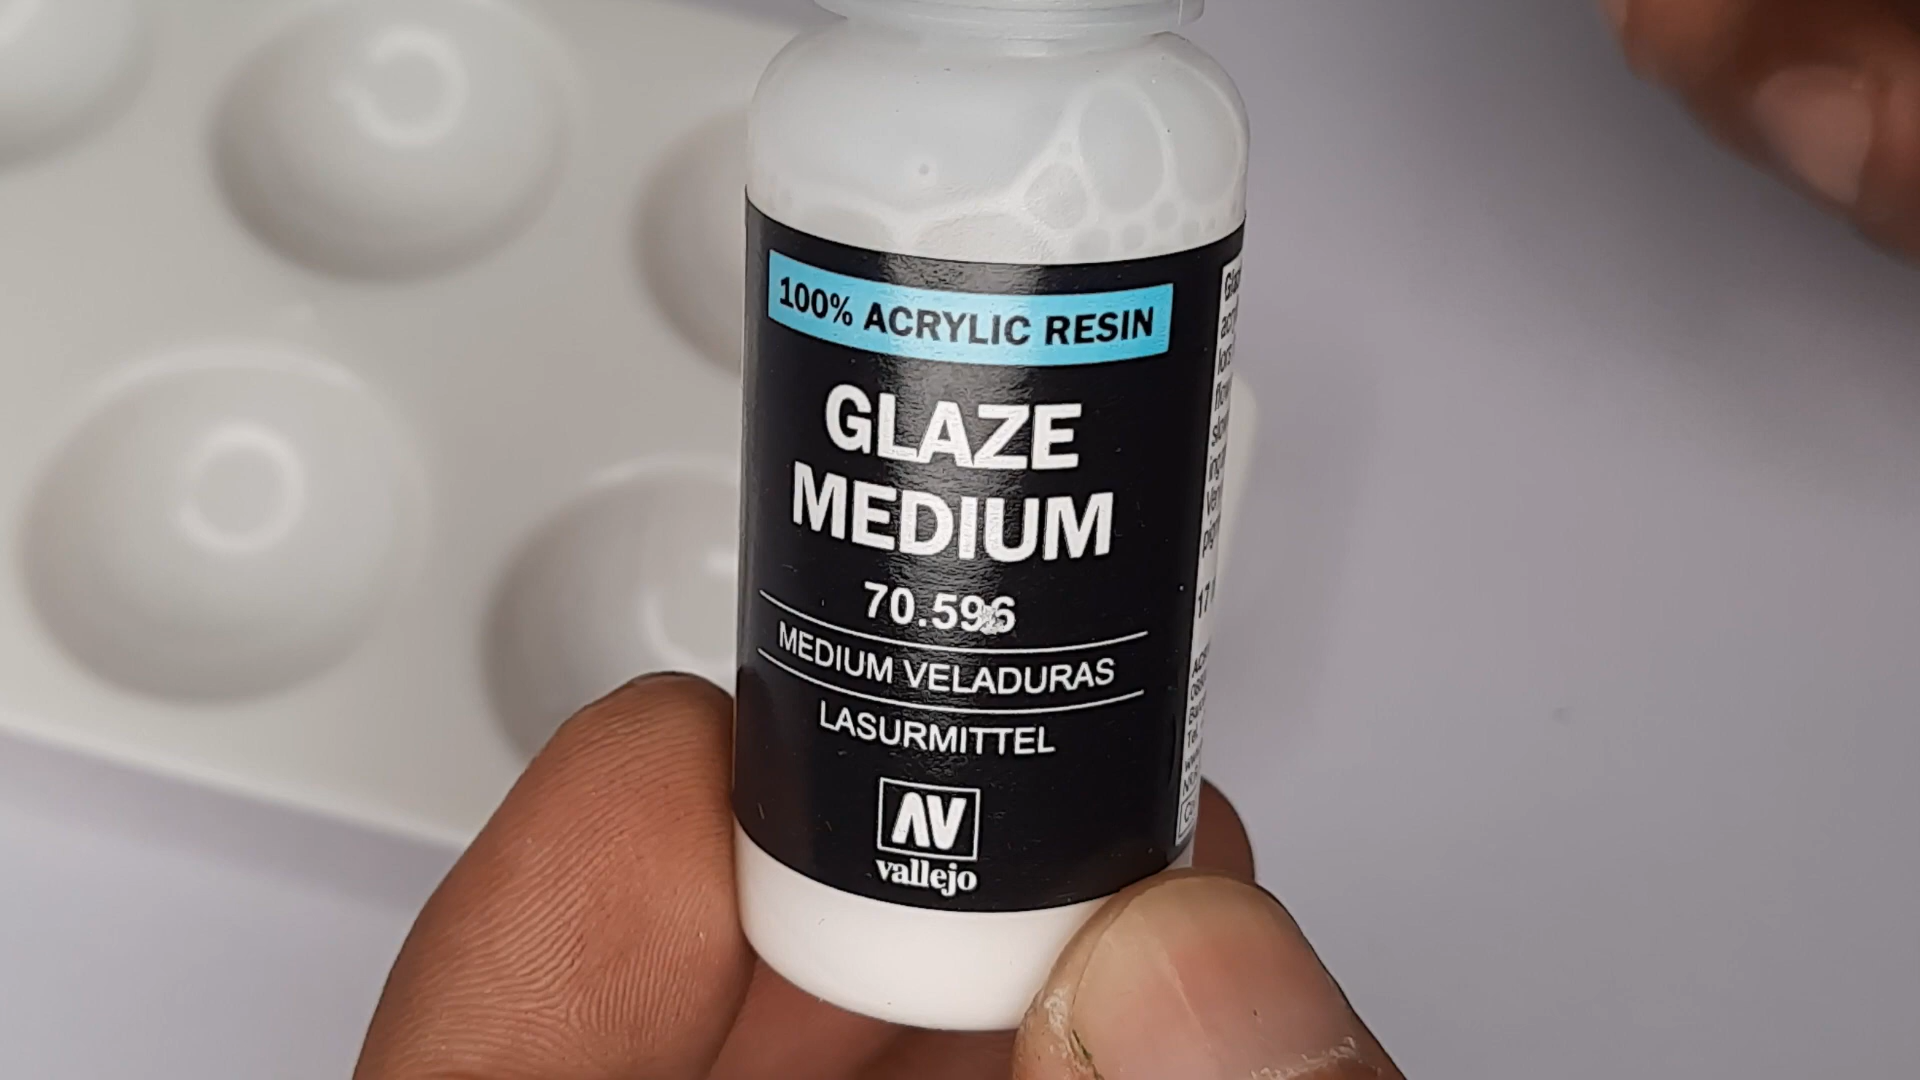 100% ACRYLIC RESIN
GLAZE
MEDIUM
70.596
MEDIUM VELADURAS
LASURMITTEL
AV
vallejo